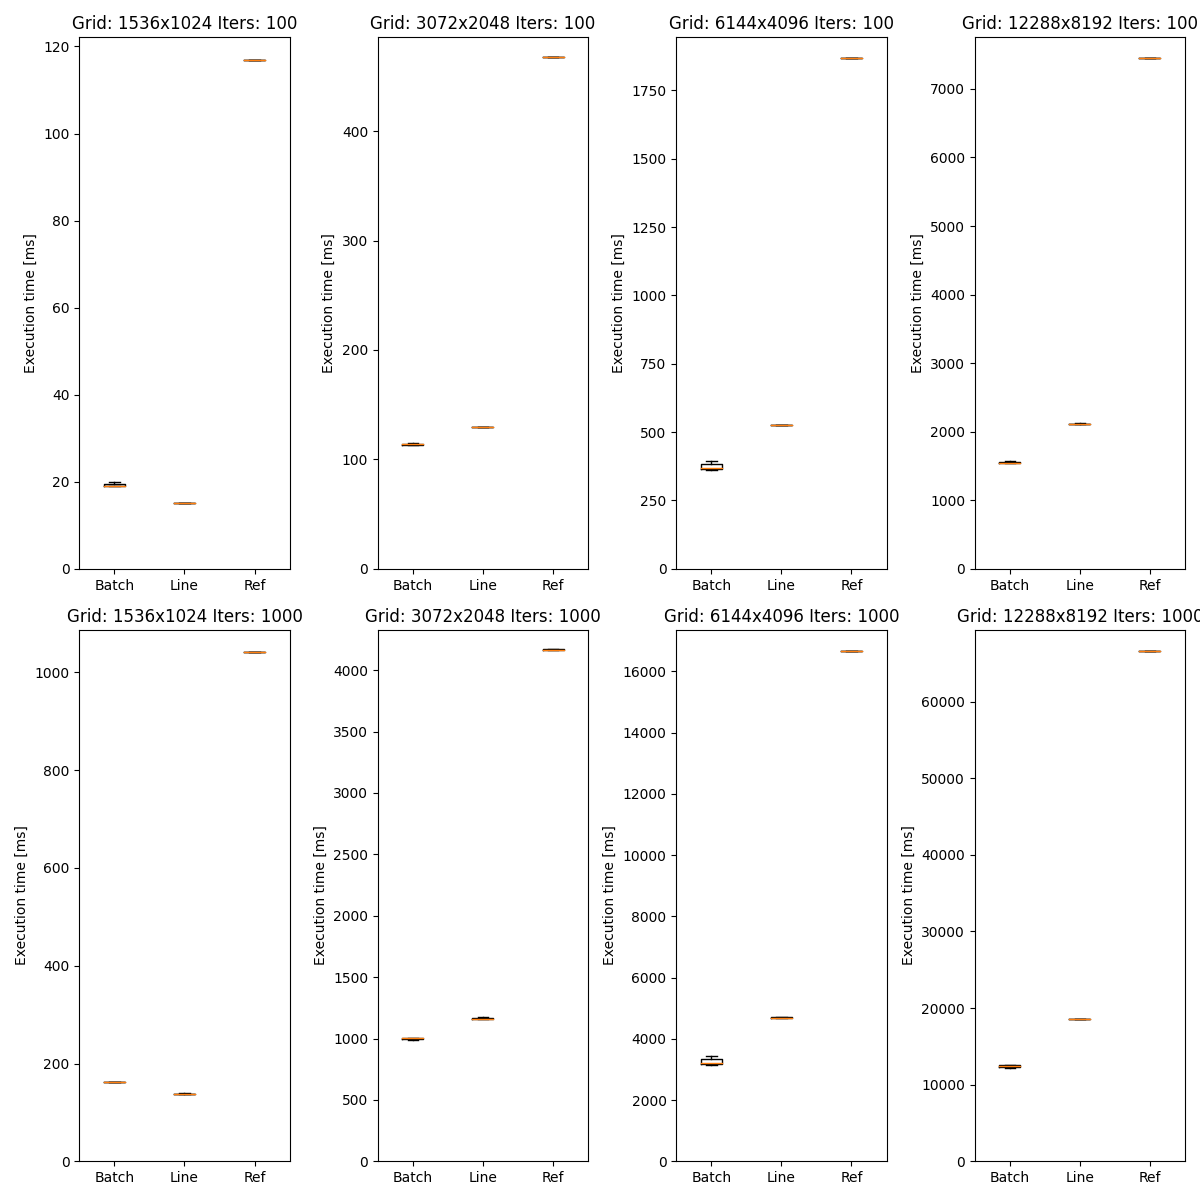 Grid: 1536x1024 Iters: 100
Execution time [ms]
120
100
80
60
40
20
0
Batch Line Ref
Grid: 3072x2048 Iters: 100
Execution time [ms]
400
300
200
100
0
Batch Line Ref
Grid: 6144x4096 Iters: 100
Execution time [ms]
1750
1500
1250
1000
750
500
250
0
Batch Line Ref
Grid: 12288x8192 Iters: 100
Execution time [ms]
7000
6000
5000
4000
3000
2000
1000
0
Batch Line Ref
Grid: 1536x1024 Iters: 1000
Execution time [ms]
1000
800
600
400
200
0
Batch Line Ref
Grid: 3072x2048 Iters: 1000
Execution time [ms]
4000
3500
3000
2500
2000
1500
1000
500
0
Batch Line Ref
Grid: 6144x4096 Iters: 1000
Execution time [ms]
16000
14000
12000
10000
8000
6000
4000
2000
0
Batch Line Ref
Grid: 12288x8192 Iters: 1000
Execution time [ms]
60000
50000
40000
30000
20000
10000
0
Batch Line Ref